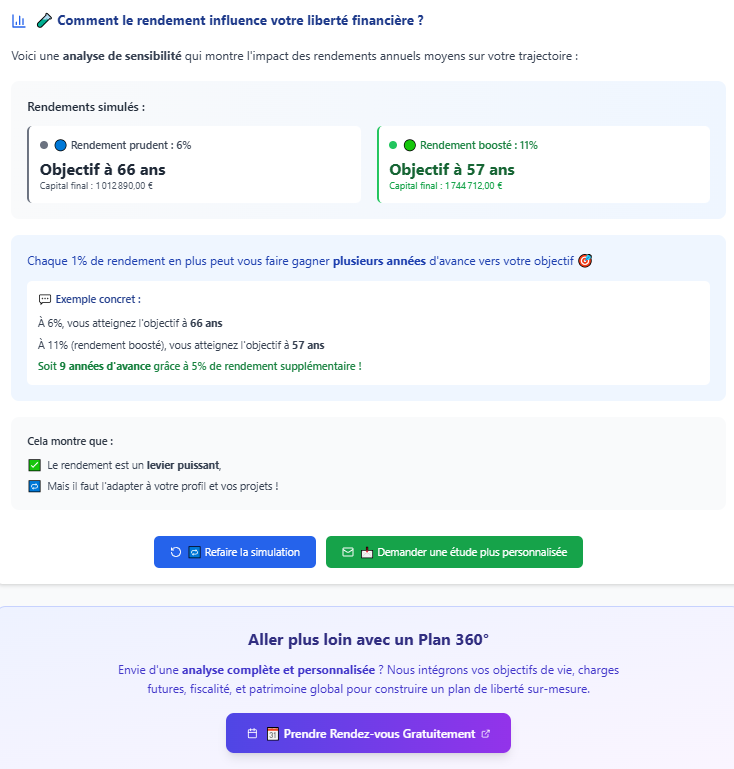 Comment le rendement influence votre liberté financière ?
Voici une analyse de sensibilité qui montre l'impact des rendements annuels moyens sur votre trajectoire :
Rendements simulés :
Rendement prudent : 6%
Objectif à 66 ans
Capital final : 1 012 890,00 €
Rendement boosté : 11%
Objectif à 57 ans
Capital final : 1 744 712,00 €
Chaque 1% de rendement en plus peut vous faire gagner plusieurs années d'avance vers votre objectif 🎯
Exemple concret :
À 6%, vous atteignez l'objectif à 66 ans
À 11% (rendement boosté), vous atteignez l'objectif à 57 ans
Soit 9 années d'avance grâce à 5% de rendement supplémentaire !
Cela montre que :
✅ Le rendement est un levier puissant,
🔁 Mais il faut l'adapter à votre profil et vos projets !
🔁 Refaire la simulation
📩 Demander une étude plus personnalisée
Aller plus loin avec un Plan 360°
Envie d'une analyse complète et personnalisée ? Nous intégrons vos objectifs de vie, charges
futures, fiscalité, et patrimoine global pour construire un plan de liberté sur-mesure.
📅 Prendre Rendez-vous Gratuitement